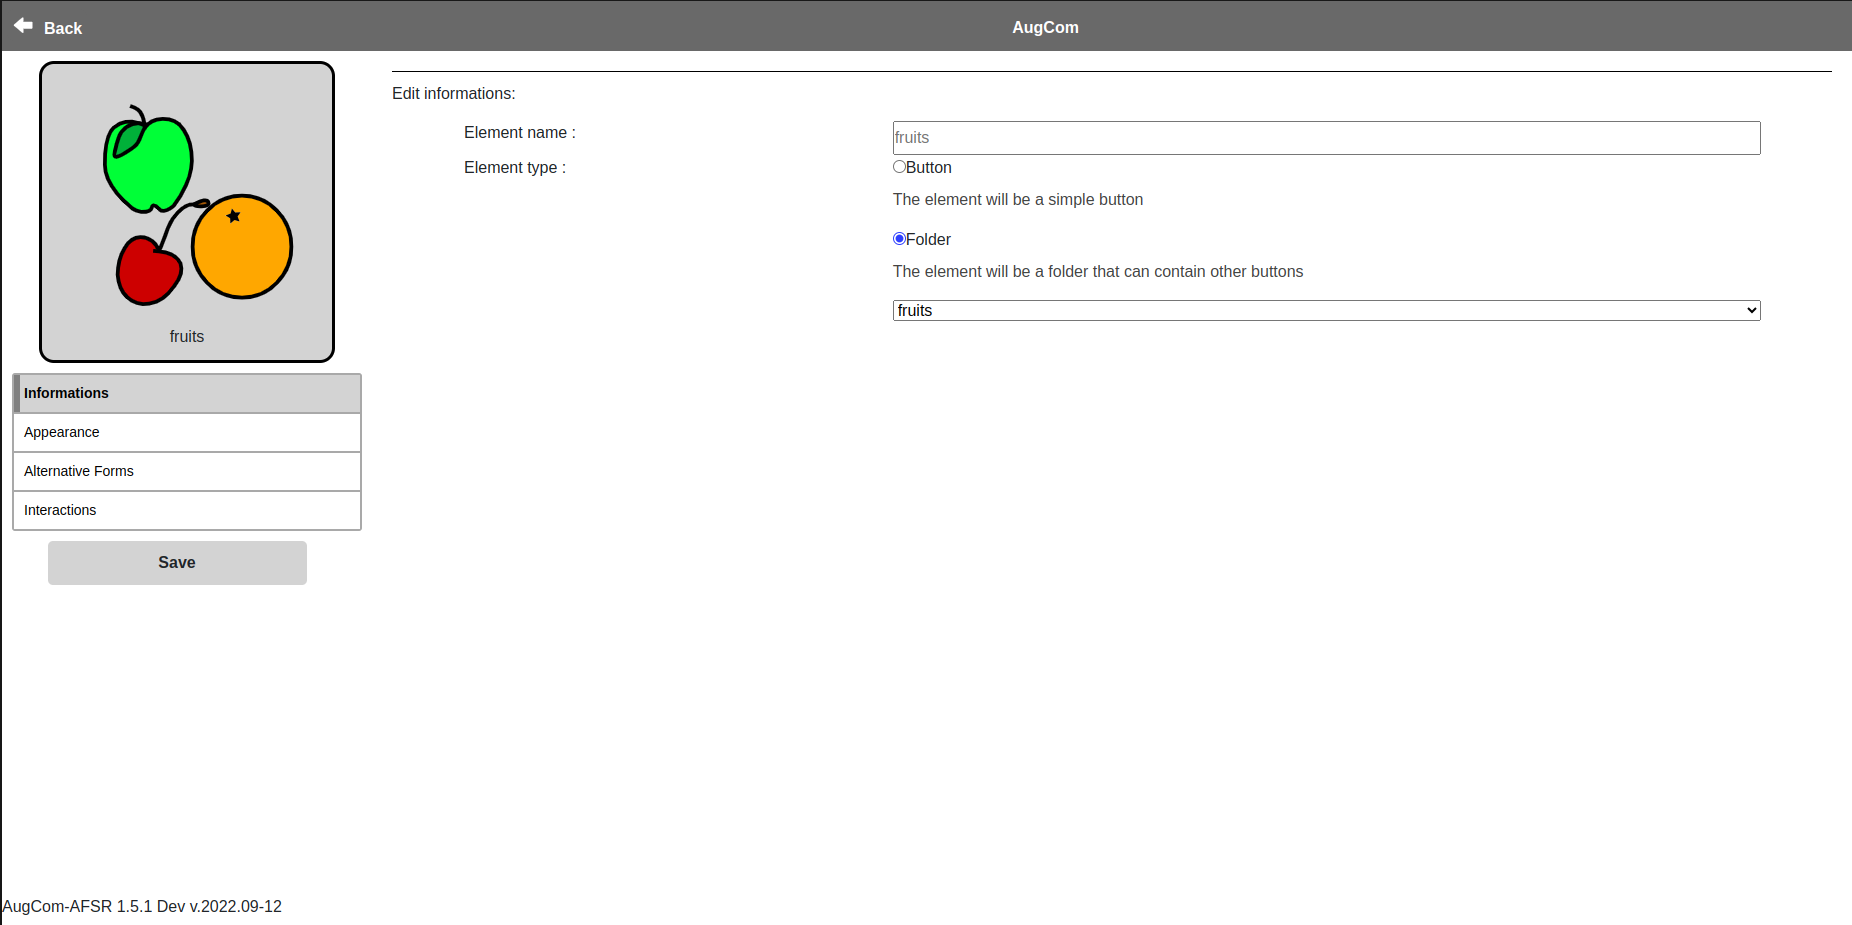 Back
AugCom
fruits
Informations
Appearance
Alternative Forms
Interactions
Save
Edit informations:
Element name :
fruits
Element type :
Button
The element will be a simple button
Folder
The element will be a folder that can contain other buttons
fruits
AugCom-AFSR 1.5.1 Dev v.2022.09-12